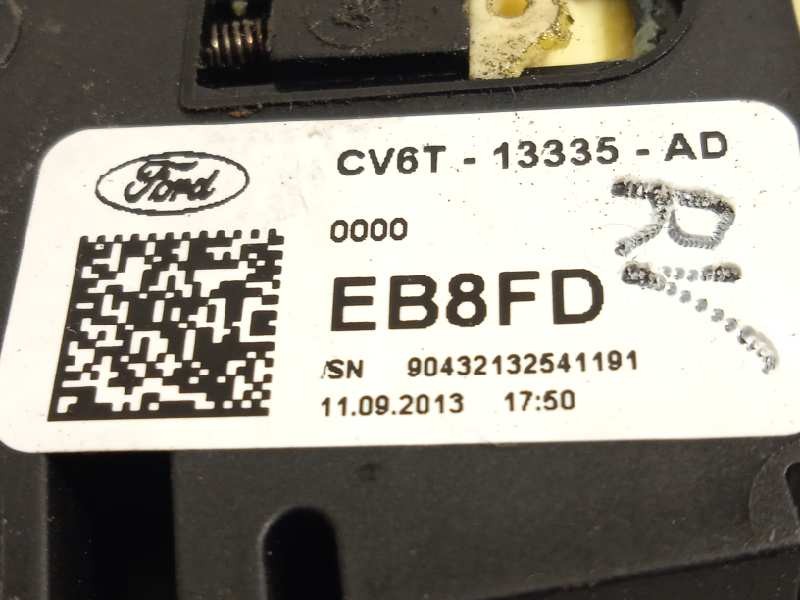 Ford
CV6T - 13335 - AD
0000
EB8FD
/SN 90432132541191
11.09.2013 17:50